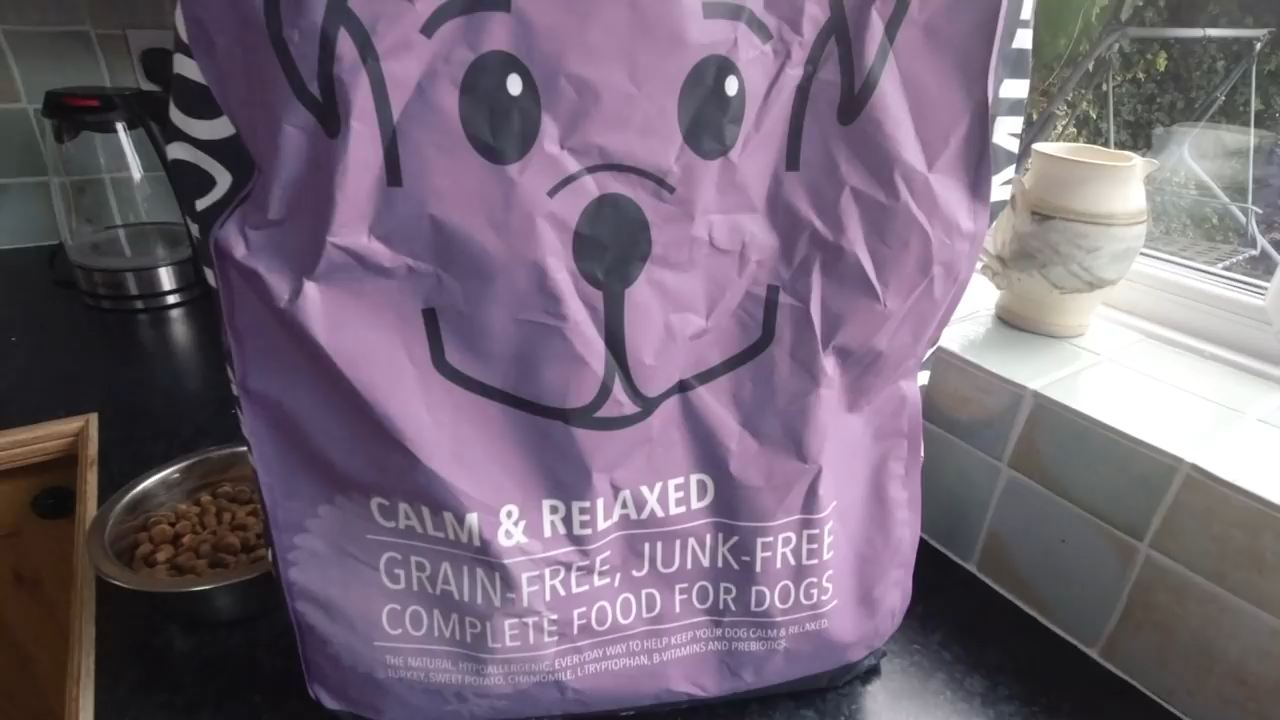 CALM & RELAXED
GRAIN-FREE, JUNK-FREE
COMPLETE FOOD FOR DOGS
THE NATURAL, HYPOALLERGENIC, EVERYDAY WAY TO HELP KEEP YOUR DOG CALM & RELAXED.
TURKEY, SWEET POTATO, CHAMOMILE, L-TRYPTOPHAN, B-VITAMINS AND PREBIOTICS.